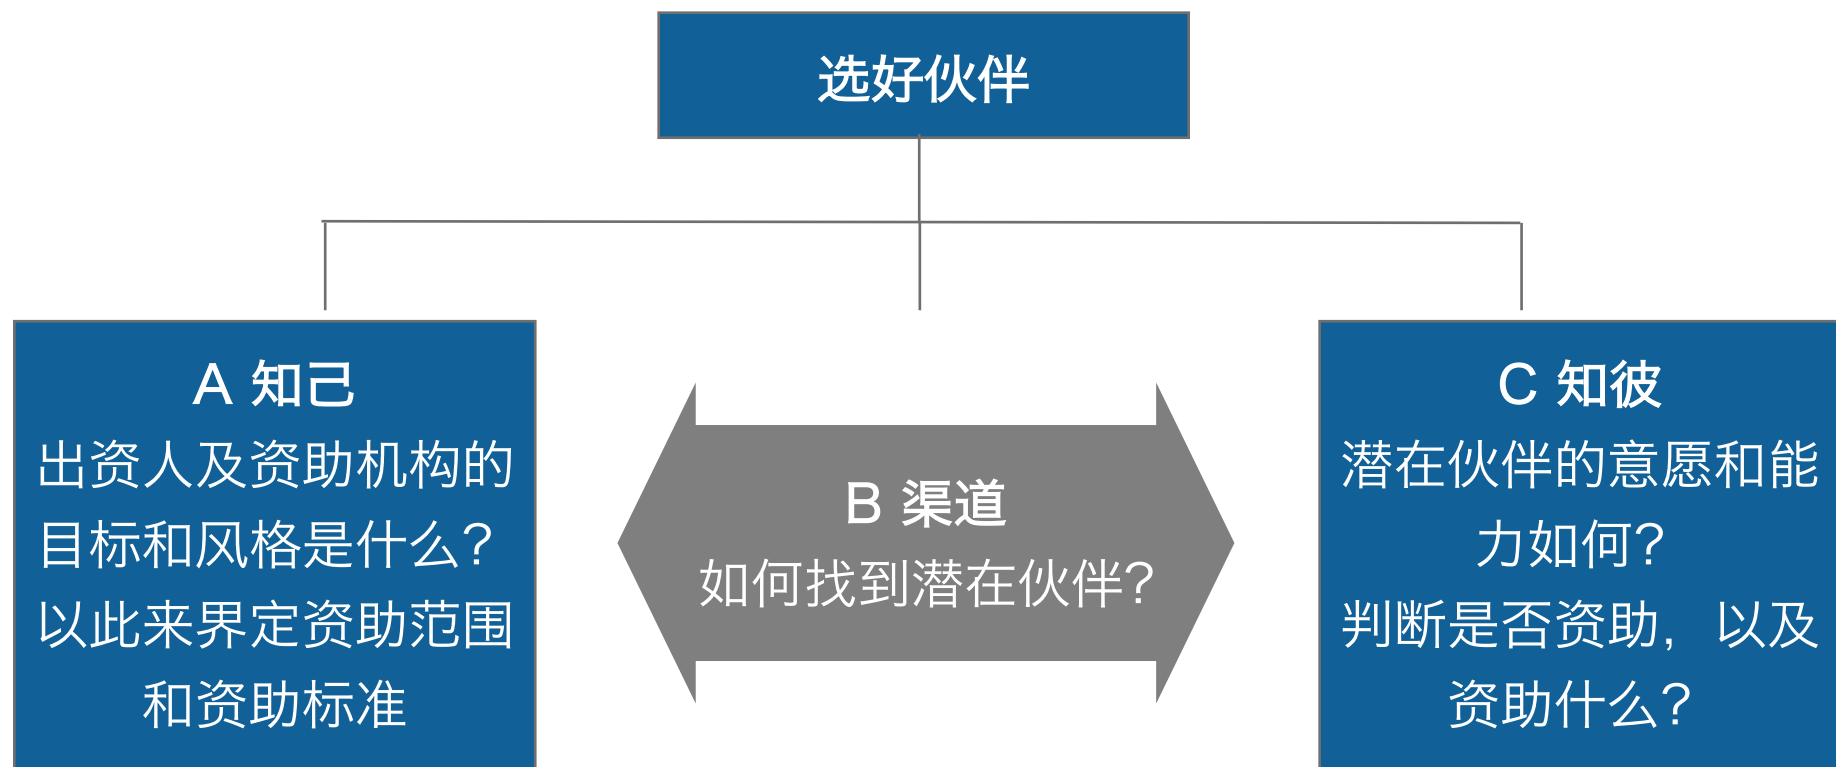 选好伙伴
A 知己
出资人及资助机构的
目标和风格是什么？
以此来界定资助范围
和资助标准
B 渠道
如何找到潜在伙伴？
C 知彼
潜在伙伴的意愿和能
力如何？
判断是否资助，以及
资助什么？